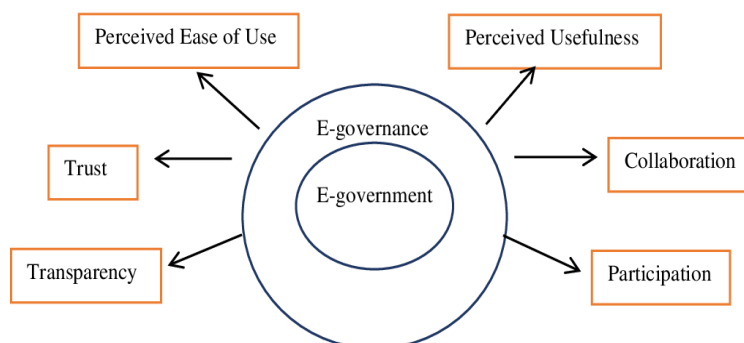 Perceived Ease of Use
Perceived Usefulness
E-governance
Trust
Collaboration
E-government
Transparency
Participation